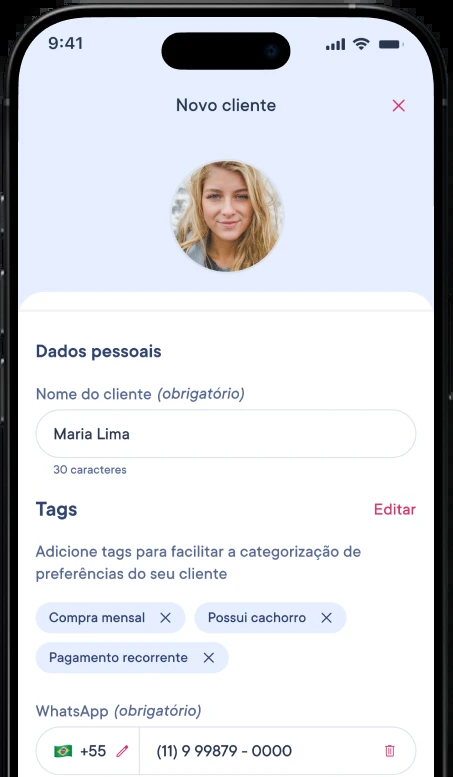 9:41
Novo cliente
Dados pessoais
Nome do cliente (obrigatório)
Maria Lima
30 caracteres
Tags Editar
Adicione tags para facilitar a categorização de
preferências do seu cliente
Compra mensal Possui cachorro
Pagamento recorrente
WhatsApp (obrigatório)
+55 (11) 9 99879 - 0000